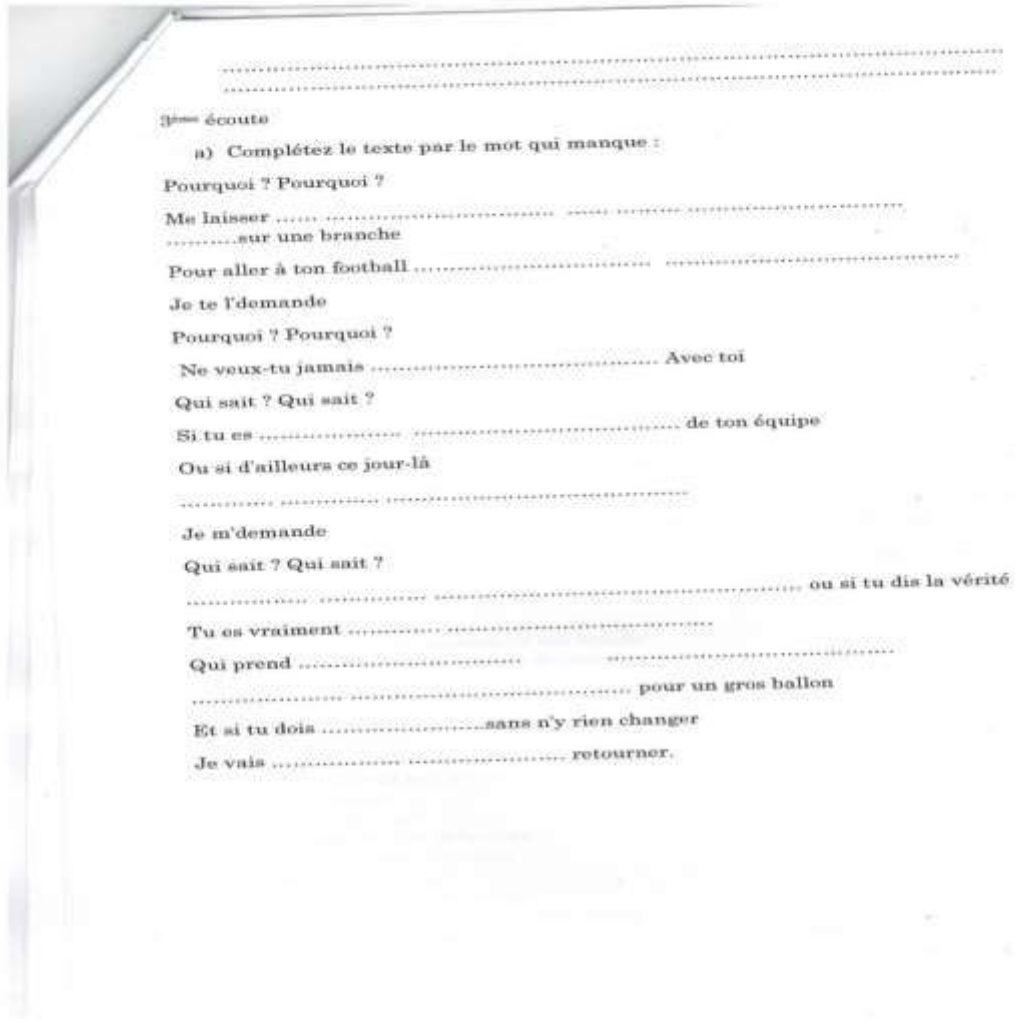 ................................................................................
................................................................................
3ème écoute
a) Complétez le texte par le mot qui manque :
Pourquoi ? Pourquoi ?
Me laisser ...... ................................. ...... ......... ...............................
..........sur une branche
Pour aller à ton football .................................. ..........................................
Je te l'demande
Pourquoi ? Pourquoi ?
Ne veux-tu jamais ......................................... Avec toi
Qui sait ? Qui sait ?
Si tu es .................... ...................................... de ton équipe
Ou si d'ailleurs ce jour-là
............. .............. ...........................................
Je m'demande
Qui sait ? Qui sait ?
................. ............... ..................................................... ou si tu dis la vérité
Tu es vraiment ............. ......................................
Qui prend ................................ .........................................
...................... ........................................ pour un gros ballon
Et si tu dois .......................sans n'y rien changer
Je vais .................. ...................... retourner.